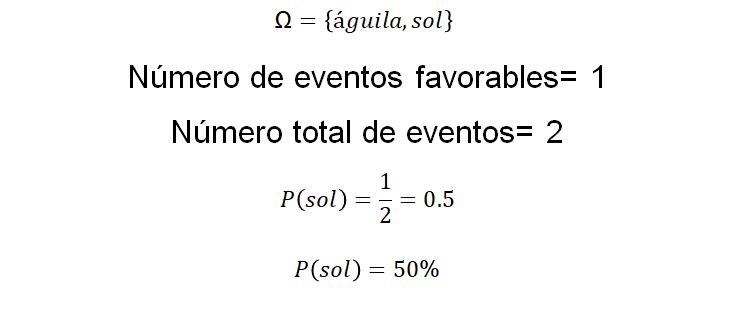 Ω = {águila, sol}
Número de eventos favorables= 1
Número total de eventos= 2
P(sol) = 1/2 = 0.5
P(sol) = 50%